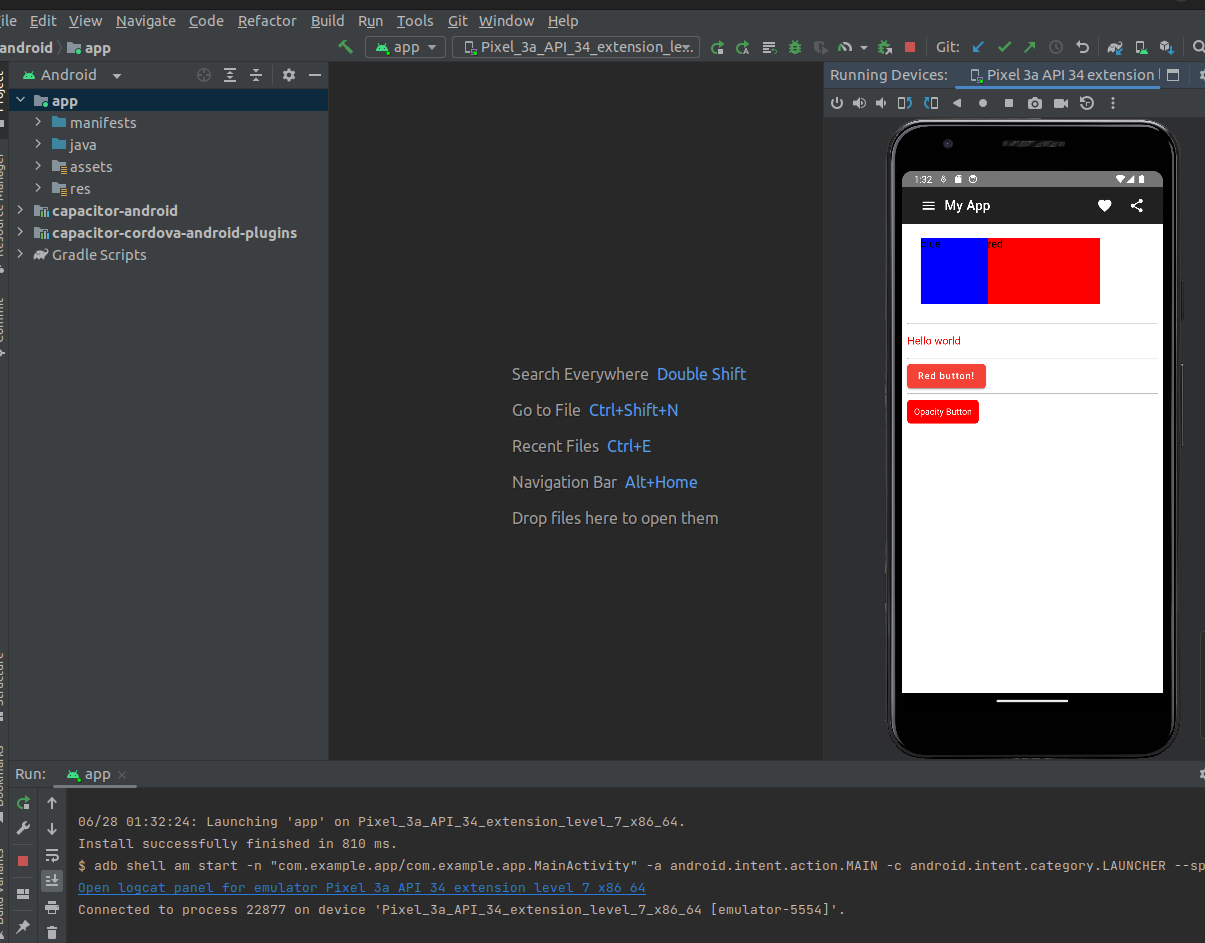 ile Edit View Navigate Code Refactor Build Run Tools Git Window Help
android app
app
Pixel_3a_API_34_extension_le
Git:
Project
Android
Running Devices:
Pixel 3a API 34 extension
app
manifests
java
assets
res
capacitor-android
capacitor-cordova-android-plugins
Gradle Scripts
Resource Manager
Commit
Structure
Bookmarks
Build Variants
Search Everywhere Double Shift
Go to File Ctrl+Shift+N
Recent Files Ctrl+E
Navigation Bar Alt+Home
Drop files here to open them
1:32
My App
blue red
Hello world
Red button!
Opacity Button
Run: app
06/28 01:32:24: Launching 'app' on Pixel_3a_API_34_extension_level_7_x86_64.
Install successfully finished in 810 ms.
$ adb shell am start -n "com.example.app/com.example.app.MainActivity" -a android.intent.action.MAIN -c android.intent.category.LAUNCHER --sp
Open logcat panel for emulator Pixel 3a API 34 extension level 7 x86 64
Connected to process 22877 on device 'Pixel_3a_API_34_extension_level_7_x86_64 [emulator-5554]'.